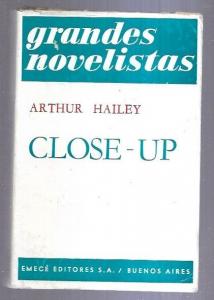 grandes
novelistas
ARTHUR HAILEY
CLOSE-UP
EMECÉ EDITORES S.A. / BUENOS AIRES